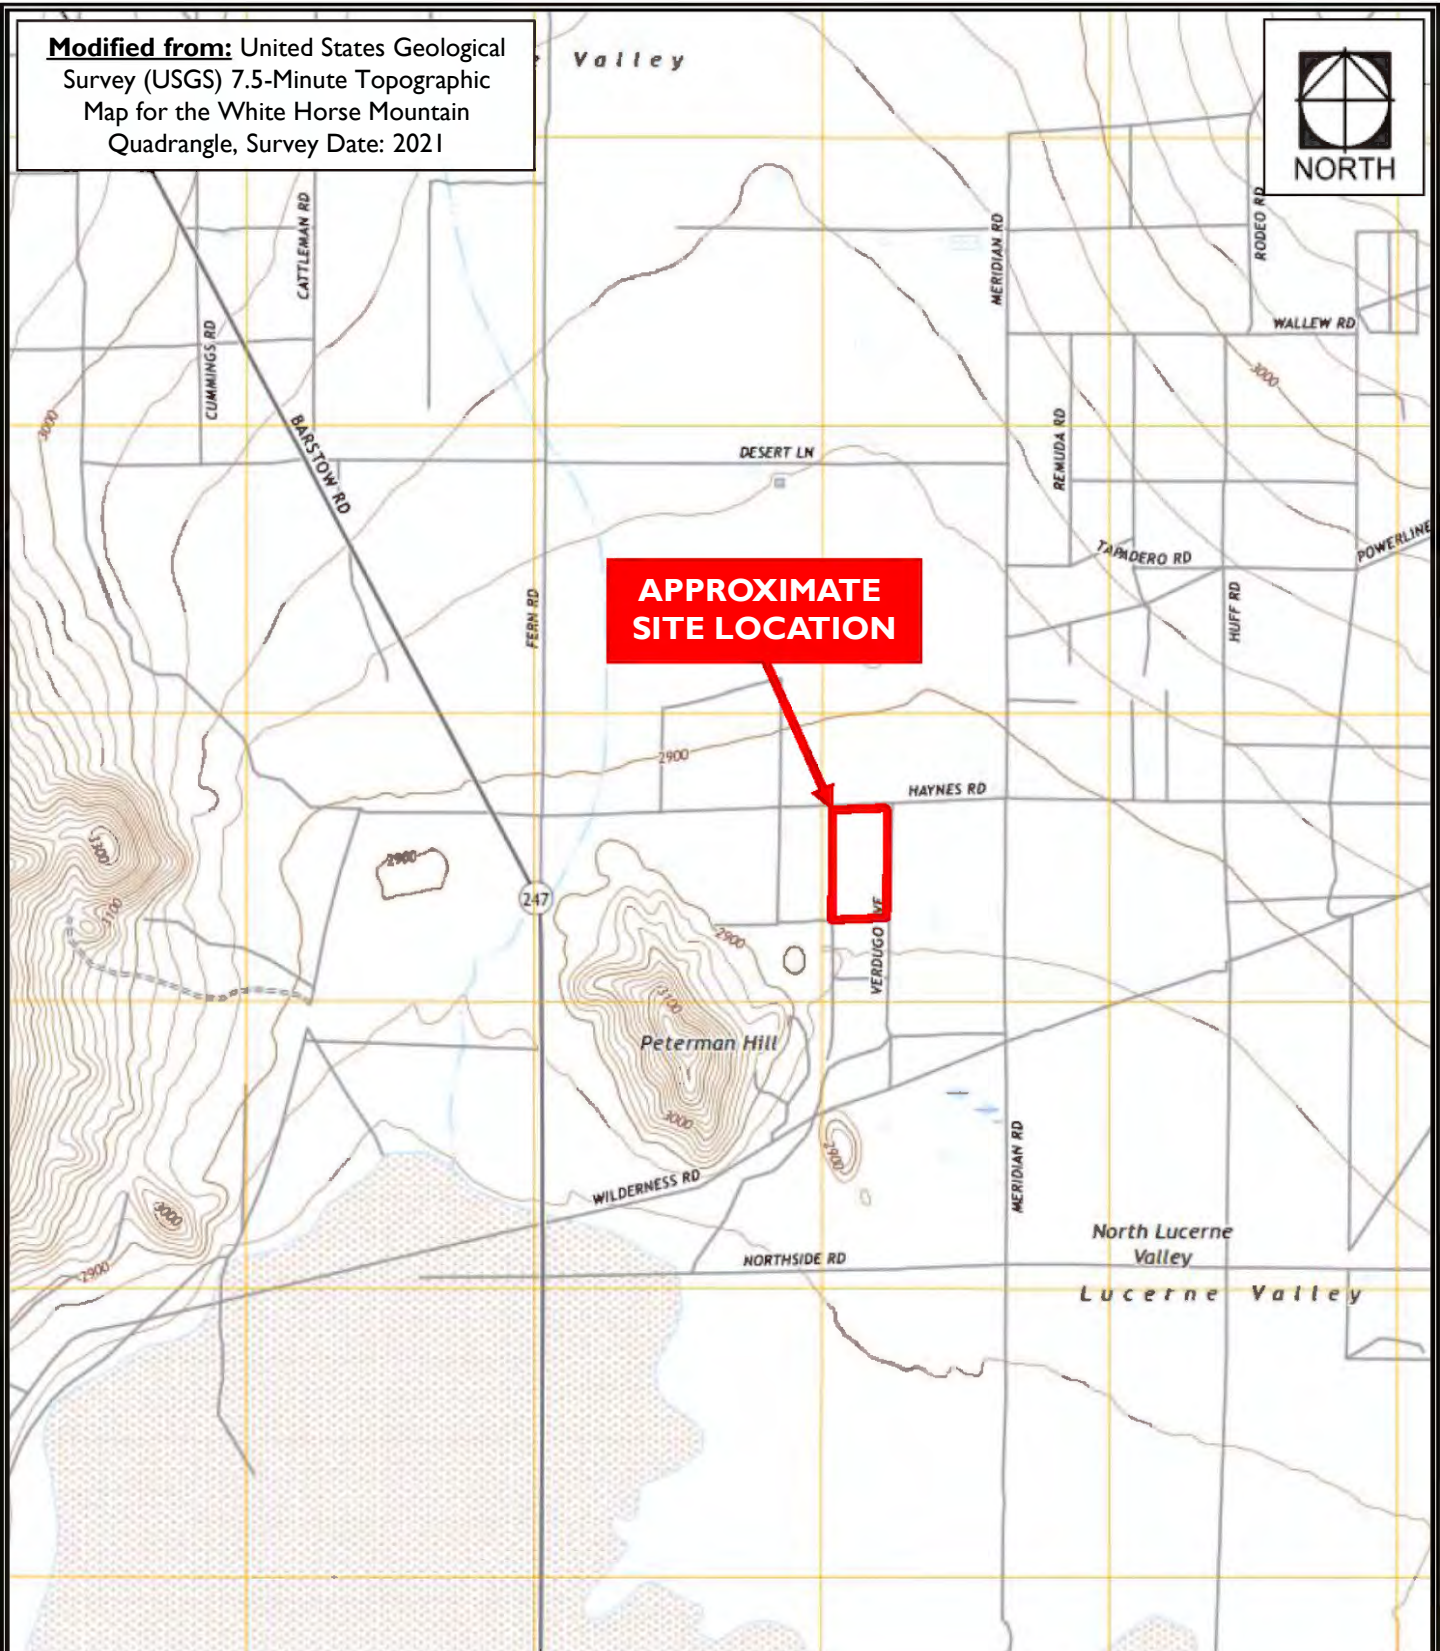 Modified from: United States Geological
Survey (USGS) 7.5-Minute Topographic
Map for the White Horse Mountain
Quadrangle, Survey Date: 2021
Valley
NORTH
CATTLEMAN RD
MERIDIAN RD
RODEO RD
CUMMINGS RD
WALLEW RD
3000
3000
BARSTOW RD
REMUDA RD
DESERT LN
POWERLINE
TAPADERO RD
APPROXIMATE
SITE LOCATION
FERN RD
HUFF RD
2900
HAYNES RD
3300
2900
247
3100
2900
VERDUGO
3100
Peterman Hill
3000
2900
WILDERNESS RD
MERIDIAN RD
3000
North Lucerne
Valley
2900
NORTHSIDE RD
Lucerne Valley